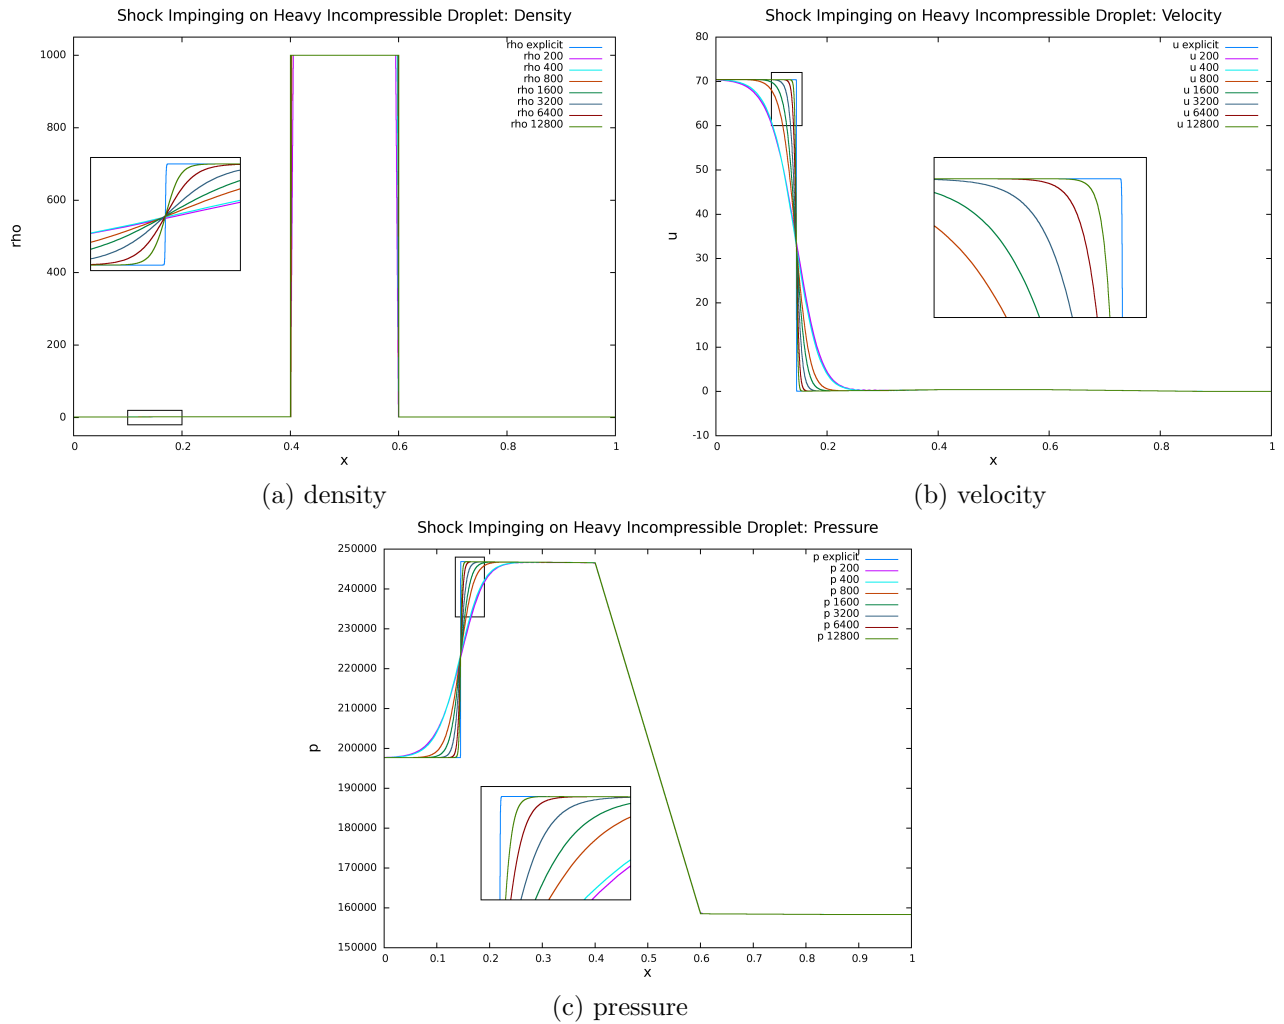 Shock Impinging on Heavy Incompressible Droplet: Density
rho
1000
800
600
400
200
0
rho explicit
rho 200
rho 400
rho 800
rho 1600
rho 3200
rho 6400
rho 12800
0 0.2 0.4 0.6 0.8 1
x
(a) density
Shock Impinging on Heavy Incompressible Droplet: Velocity
u
80
70
60
50
40
30
20
10
0
-10
u explicit
u 200
u 400
u 800
u 1600
u 3200
u 6400
u 12800
0 0.2 0.4 0.6 0.8 1
x
(b) velocity
Shock Impinging on Heavy Incompressible Droplet: Pressure
p
250000
240000
230000
220000
210000
200000
190000
180000
170000
160000
150000
p explicit
p 200
p 400
p 800
p 1600
p 3200
p 6400
p 12800
0 0.1 0.2 0.3 0.4 0.5 0.6 0.7 0.8 0.9 1
x
(c) pressure